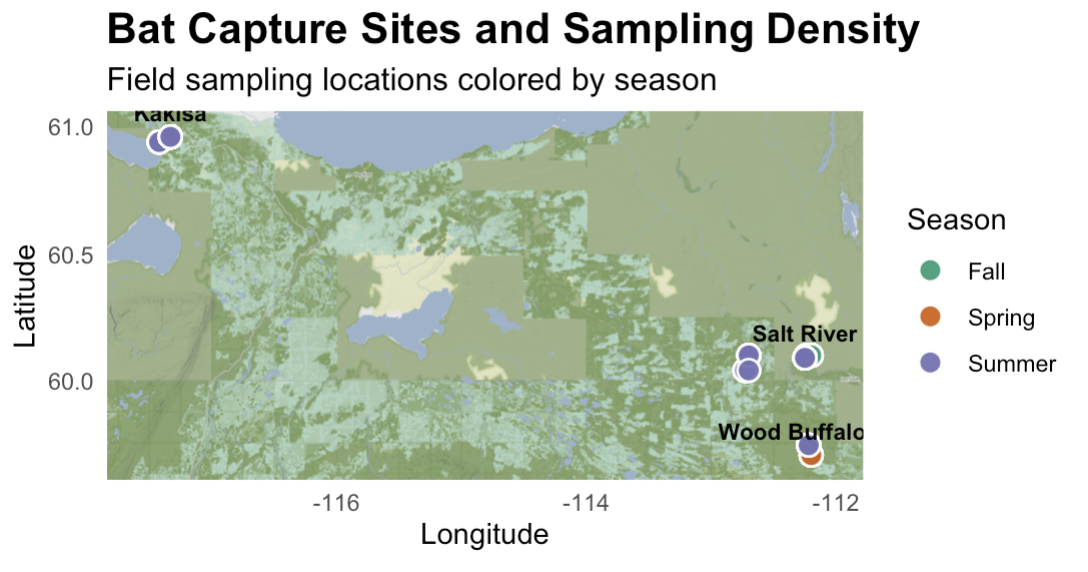 Bat Capture Sites and Sampling Density
Field sampling locations colored by season
Kakisa
61.0
60.5
60.0
Latitude
Salt River
Wood Buffalo
-116
-114
-112
Longitude
Season
Fall
Spring
Summer